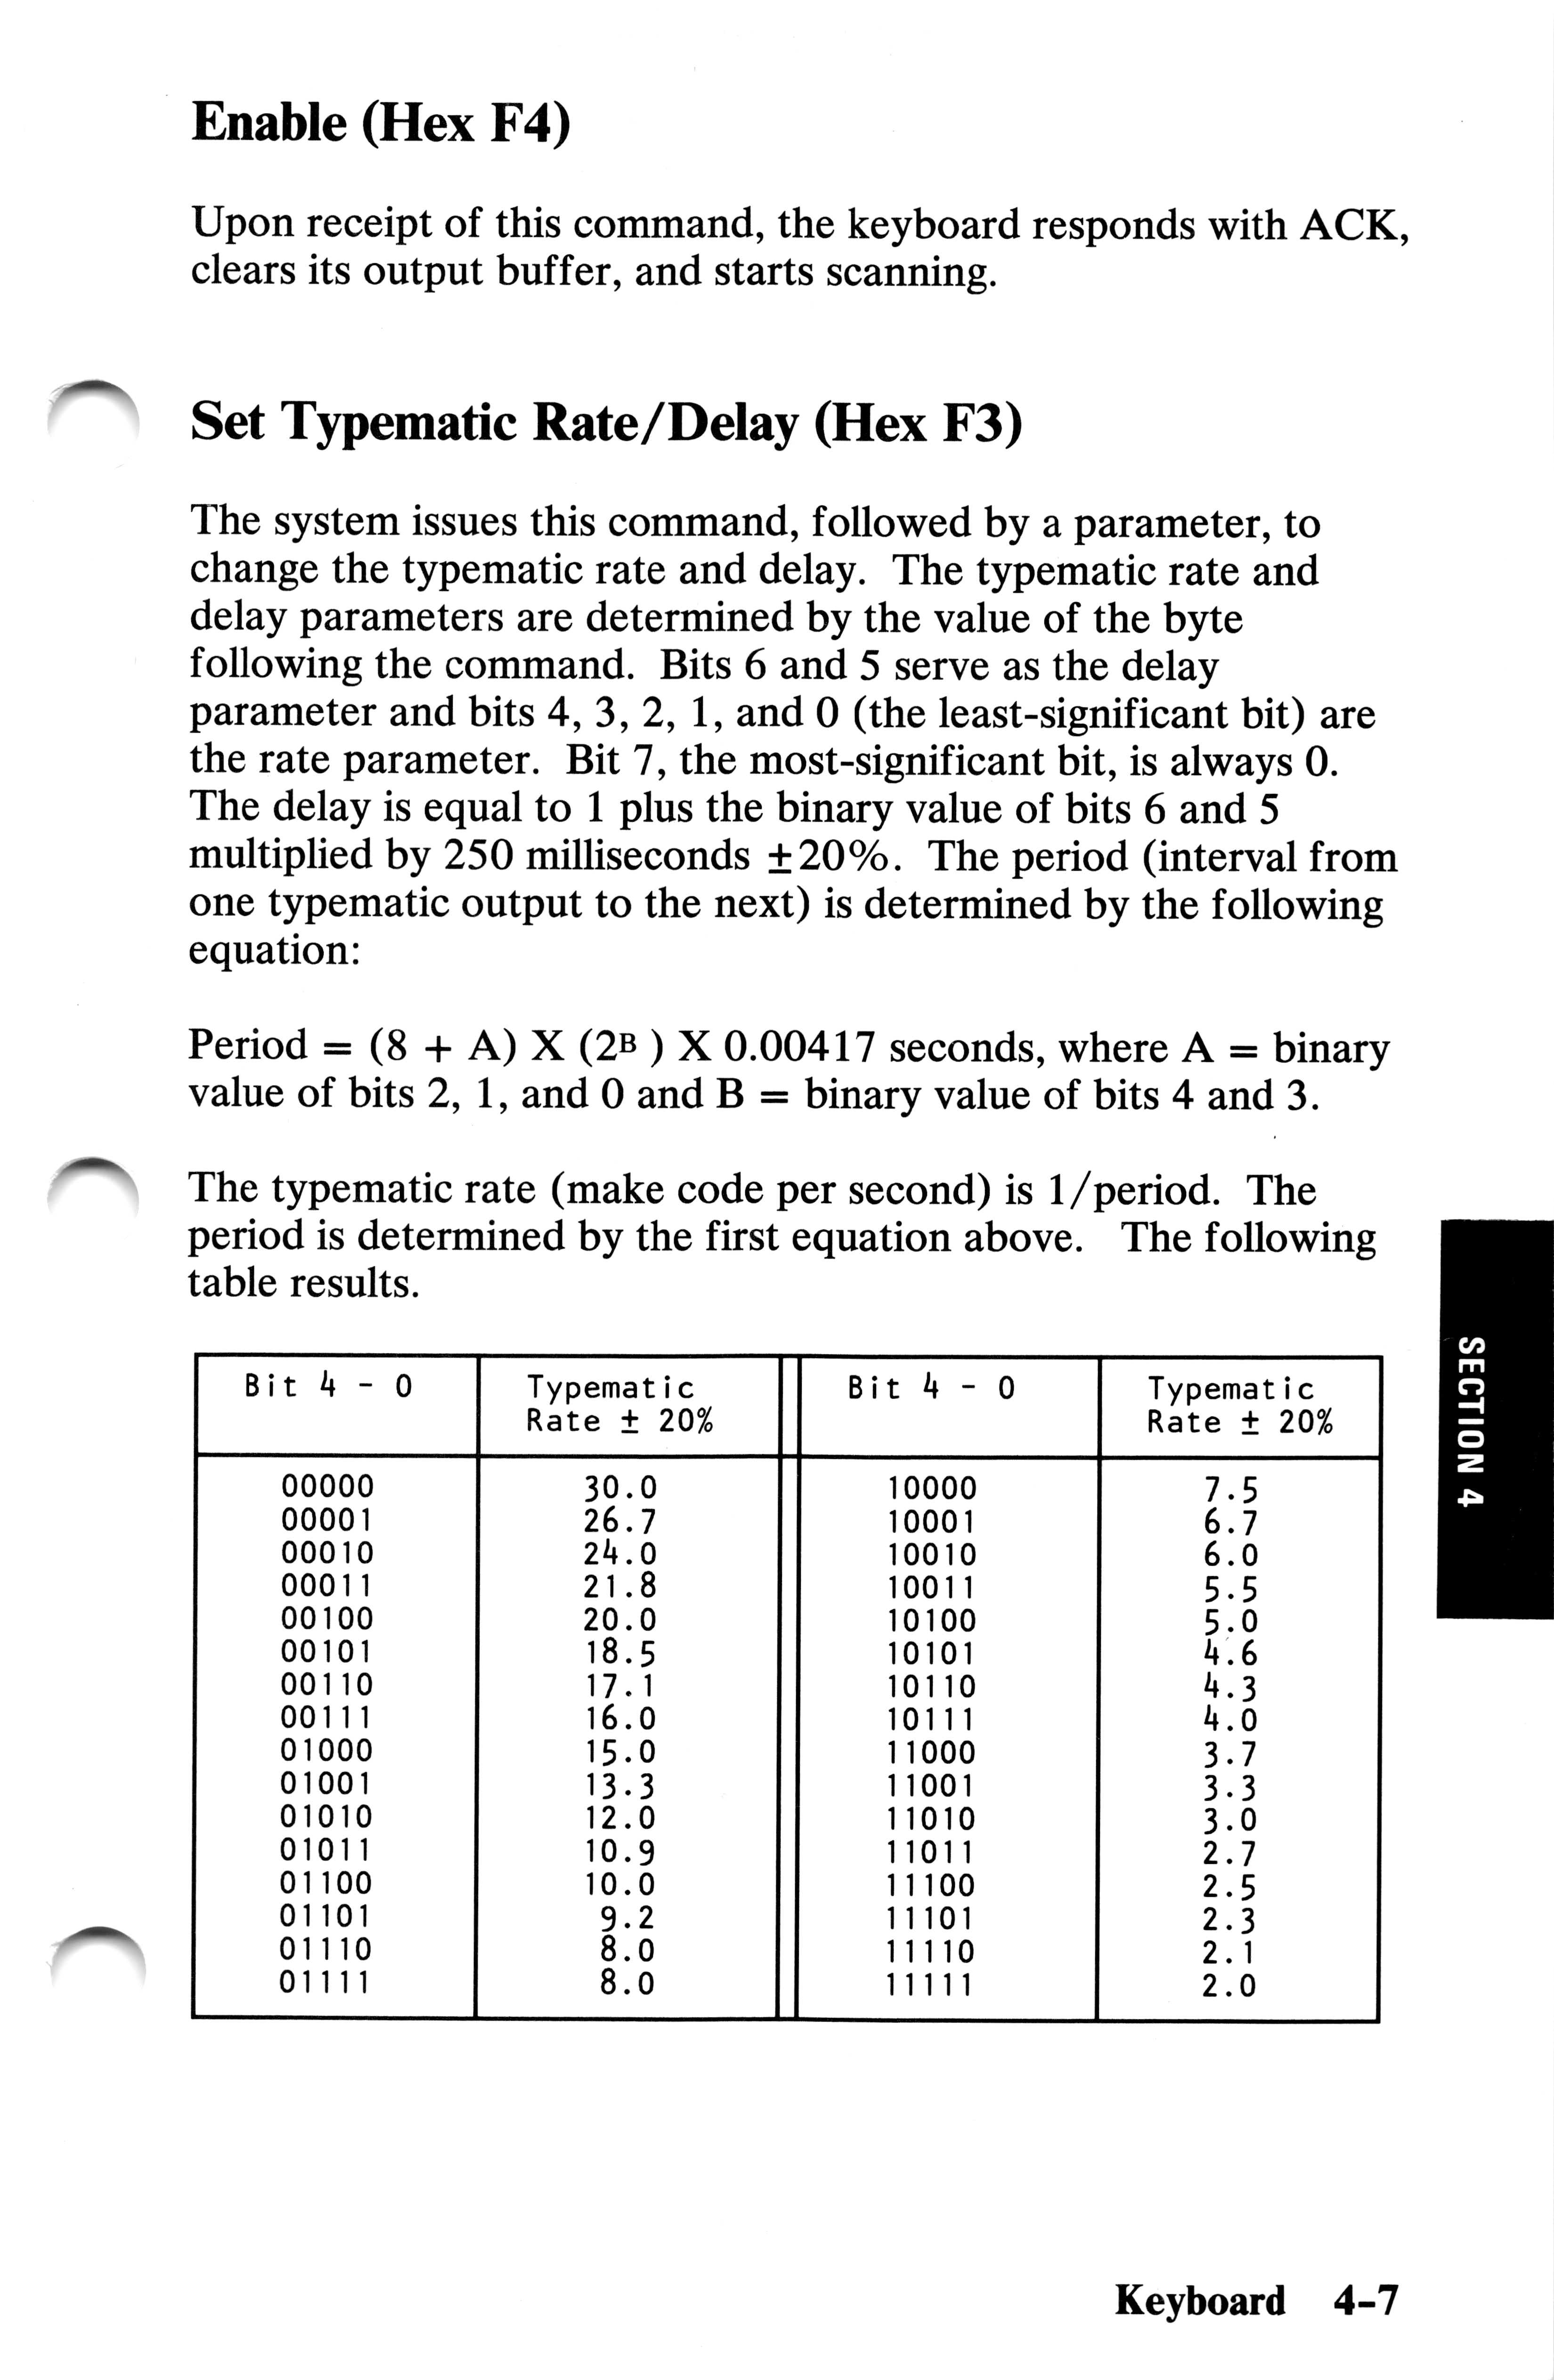 Enable (Hex F4)
Upon receipt of this command, the keyboard responds with ACK,
clears its output buffer, and starts scanning.
Set Typematic Rate/Delay (Hex F3)
The system issues this command, followed by a parameter, to
change the typematic rate and delay. The typematic rate and
delay parameters are determined by the value of the byte
following the command. Bits 6 and 5 serve as the delay
parameter and bits 4, 3, 2, 1, and 0 (the least-significant bit) are
the rate parameter. Bit 7, the most-significant bit, is always 0.
The delay is equal to 1 plus the binary value of bits 6 and 5
multiplied by 250 milliseconds ±20%. The period (interval from
one typematic output to the next) is determined by the following
equation:
Period = (8 + A) X (2ᴮ ) X 0.00417 seconds, where A = binary
value of bits 2, 1, and 0 and B = binary value of bits 4 and 3.
The typematic rate (make code per second) is 1/period. The
period is determined by the first equation above. The following
table results.
Bit 4 - 0 Typematic Bit 4 - 0 Typematic
Rate ± 20% Rate ± 20%
00000 30.0 10000 7.5
00001 26.7 10001 6.7
00010 24.0 10010 6.0
00011 21.8 10011 5.5
00100 20.0 10100 5.0
00101 18.5 10101 4.6
00110 17.1 10110 4.3
00111 16.0 10111 4.0
01000 15.0 11000 3.7
01001 13.3 11001 3.3
01010 12.0 11010 3.0
01011 10.9 11011 2.7
01100 10.0 11100 2.5
01101 9.2 11101 2.3
01110 8.0 11110 2.1
01111 8.0 11111 2.0
SECTION 4
Keyboard 4-7